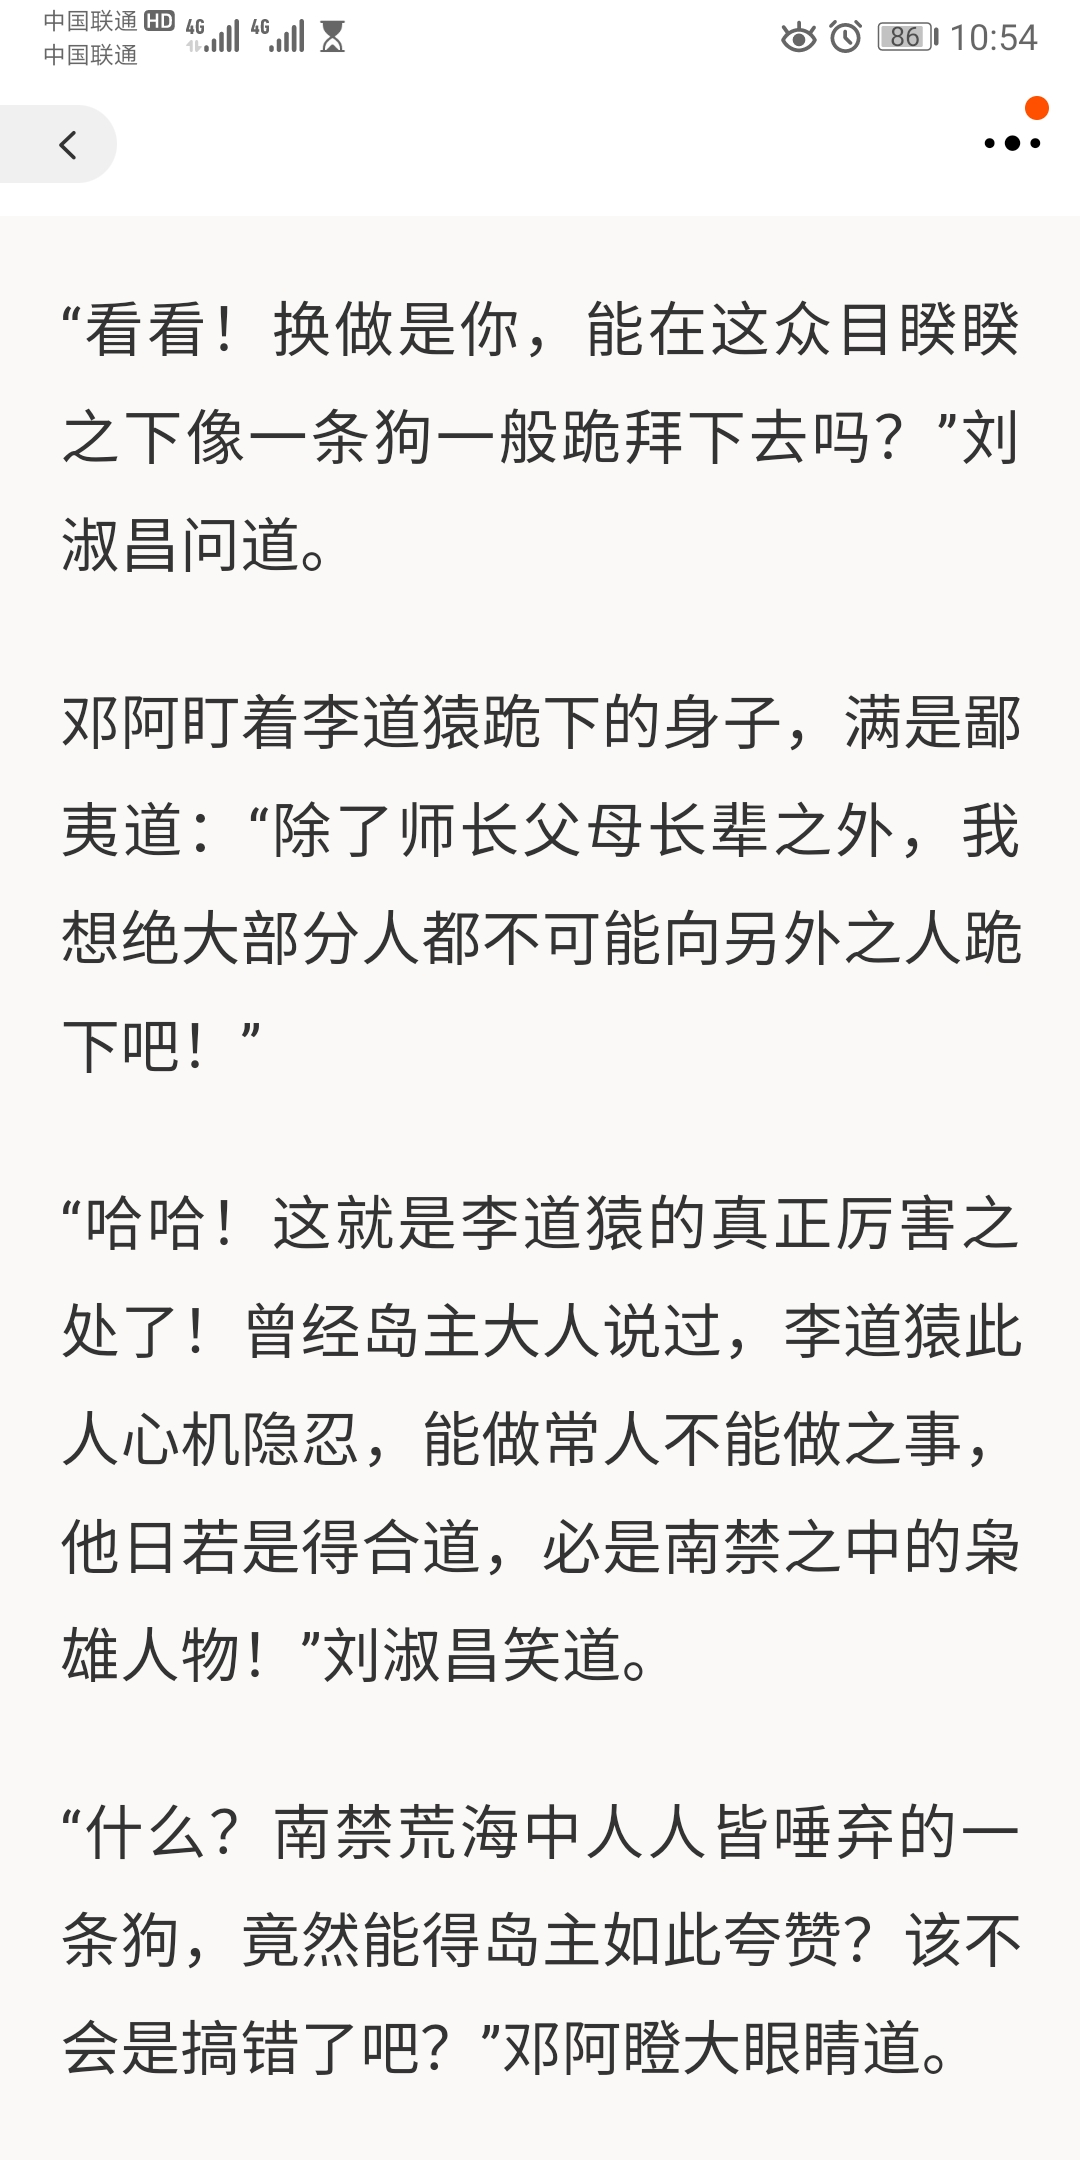 中国联通 HD 4G 4G 86 10:54
中国联通
“看看！换做是你，能在这众目睽睽
之下像一条狗一般跪拜下去吗？”刘
淑昌问道。
邓阿盯着李道猿跪下的身子，满是鄙
夷道：“除了师长父母长辈之外，我
想绝大部分人都不可能向另外之人跪
下吧！”
“哈哈！这就是李道猿的真正厉害之
处了！曾经岛主大人说过，李道猿此
人心机隐忍，能做常人不能做之事，
他日若是得合道，必是南禁之中的枭
雄人物！”刘淑昌笑道。
“什么？南禁荒海中人人皆唾弃的一
条狗，竟然能得岛主如此夸赞？该不
会是搞错了吧？”邓阿瞪大眼睛道。